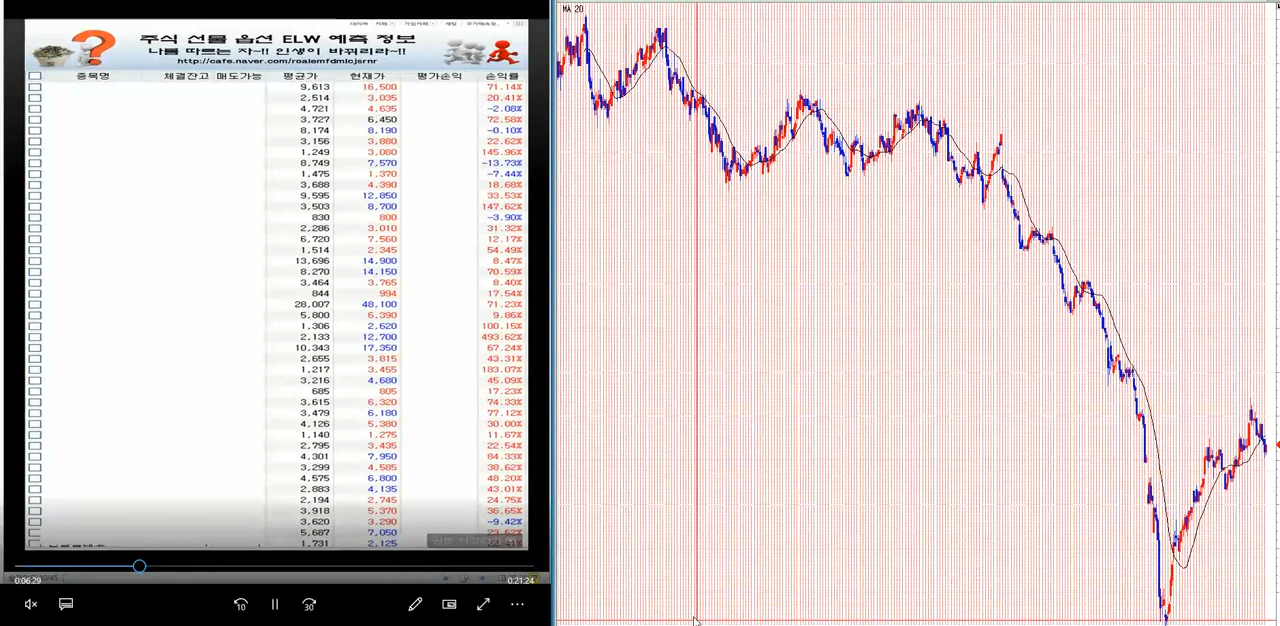 MA 20
주식 선물 옵션 ELW 예측 정보
나를 따르는 자~!! 인생이 바뀌리라~!!
http://cafe.naver.com/roalemfdmlcjsrnr
종목명 체결잔고 매도가능 평균가 현재가 평가손익 손익률
9,613 16,500 71.14%
2,514 3,035 20.41%
4,721 4,635 -2.08%
3,727 6,450 72.58%
8,174 8,190 -0.10%
3,156 3,880 22.62%
1,249 3,080 145.96%
8,749 7,570 -13.73%
1,475 1,370 -7.44%
3,688 4,390 18.68%
9,595 12,850 33.53%
3,503 8,700 147.62%
830 800 -3.90%
2,286 3,010 31.32%
6,720 7,560 12.17%
1,514 2,345 54.49%
13,696 14,900 8.47%
8,270 14,150 70.59%
3,464 3,765 8.40%
844 994 17.54%
28,007 48,100 71.23%
5,800 6,390 9.86%
1,306 2,620 100.15%
2,133 12,700 493.62%
10,343 17,350 67.24%
2,655 3,815 43.31%
1,217 3,455 183.07%
3,216 4,680 45.09%
685 805 17.23%
3,615 6,320 74.33%
3,479 6,180 77.12%
4,126 5,380 30.00%
1,140 1,275 11.67%
2,795 3,435 22.54%
4,301 7,950 84.33%
3,299 4,585 38.62%
4,575 6,800 48.20%
2,883 4,135 43.01%
2,194 2,745 24.75%
3,918 5,370 36.65%
3,620 3,290 -9.42%
5,687 7,050
1,731 2,125
0:06:29 0:21:24
10 30